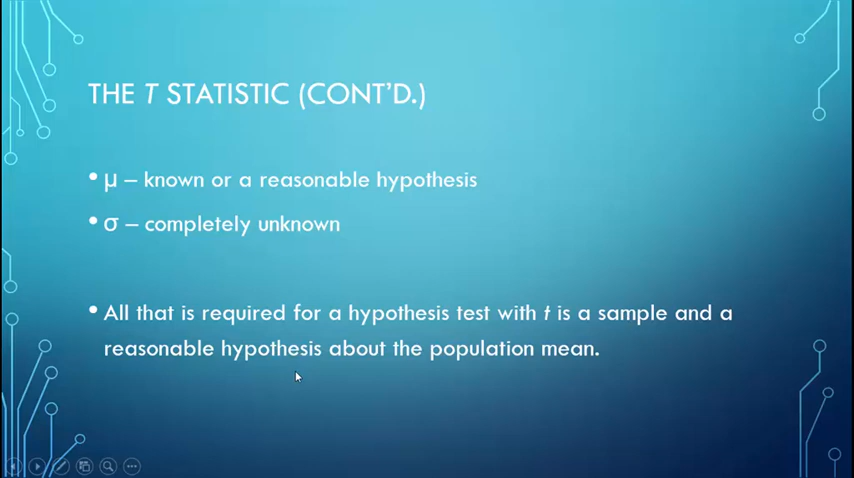 THE T STATISTIC (CONT'D.)
• μ – known or a reasonable hypothesis
• σ – completely unknown
• All that is required for a hypothesis test with t is a sample and a
reasonable hypothesis about the population mean.